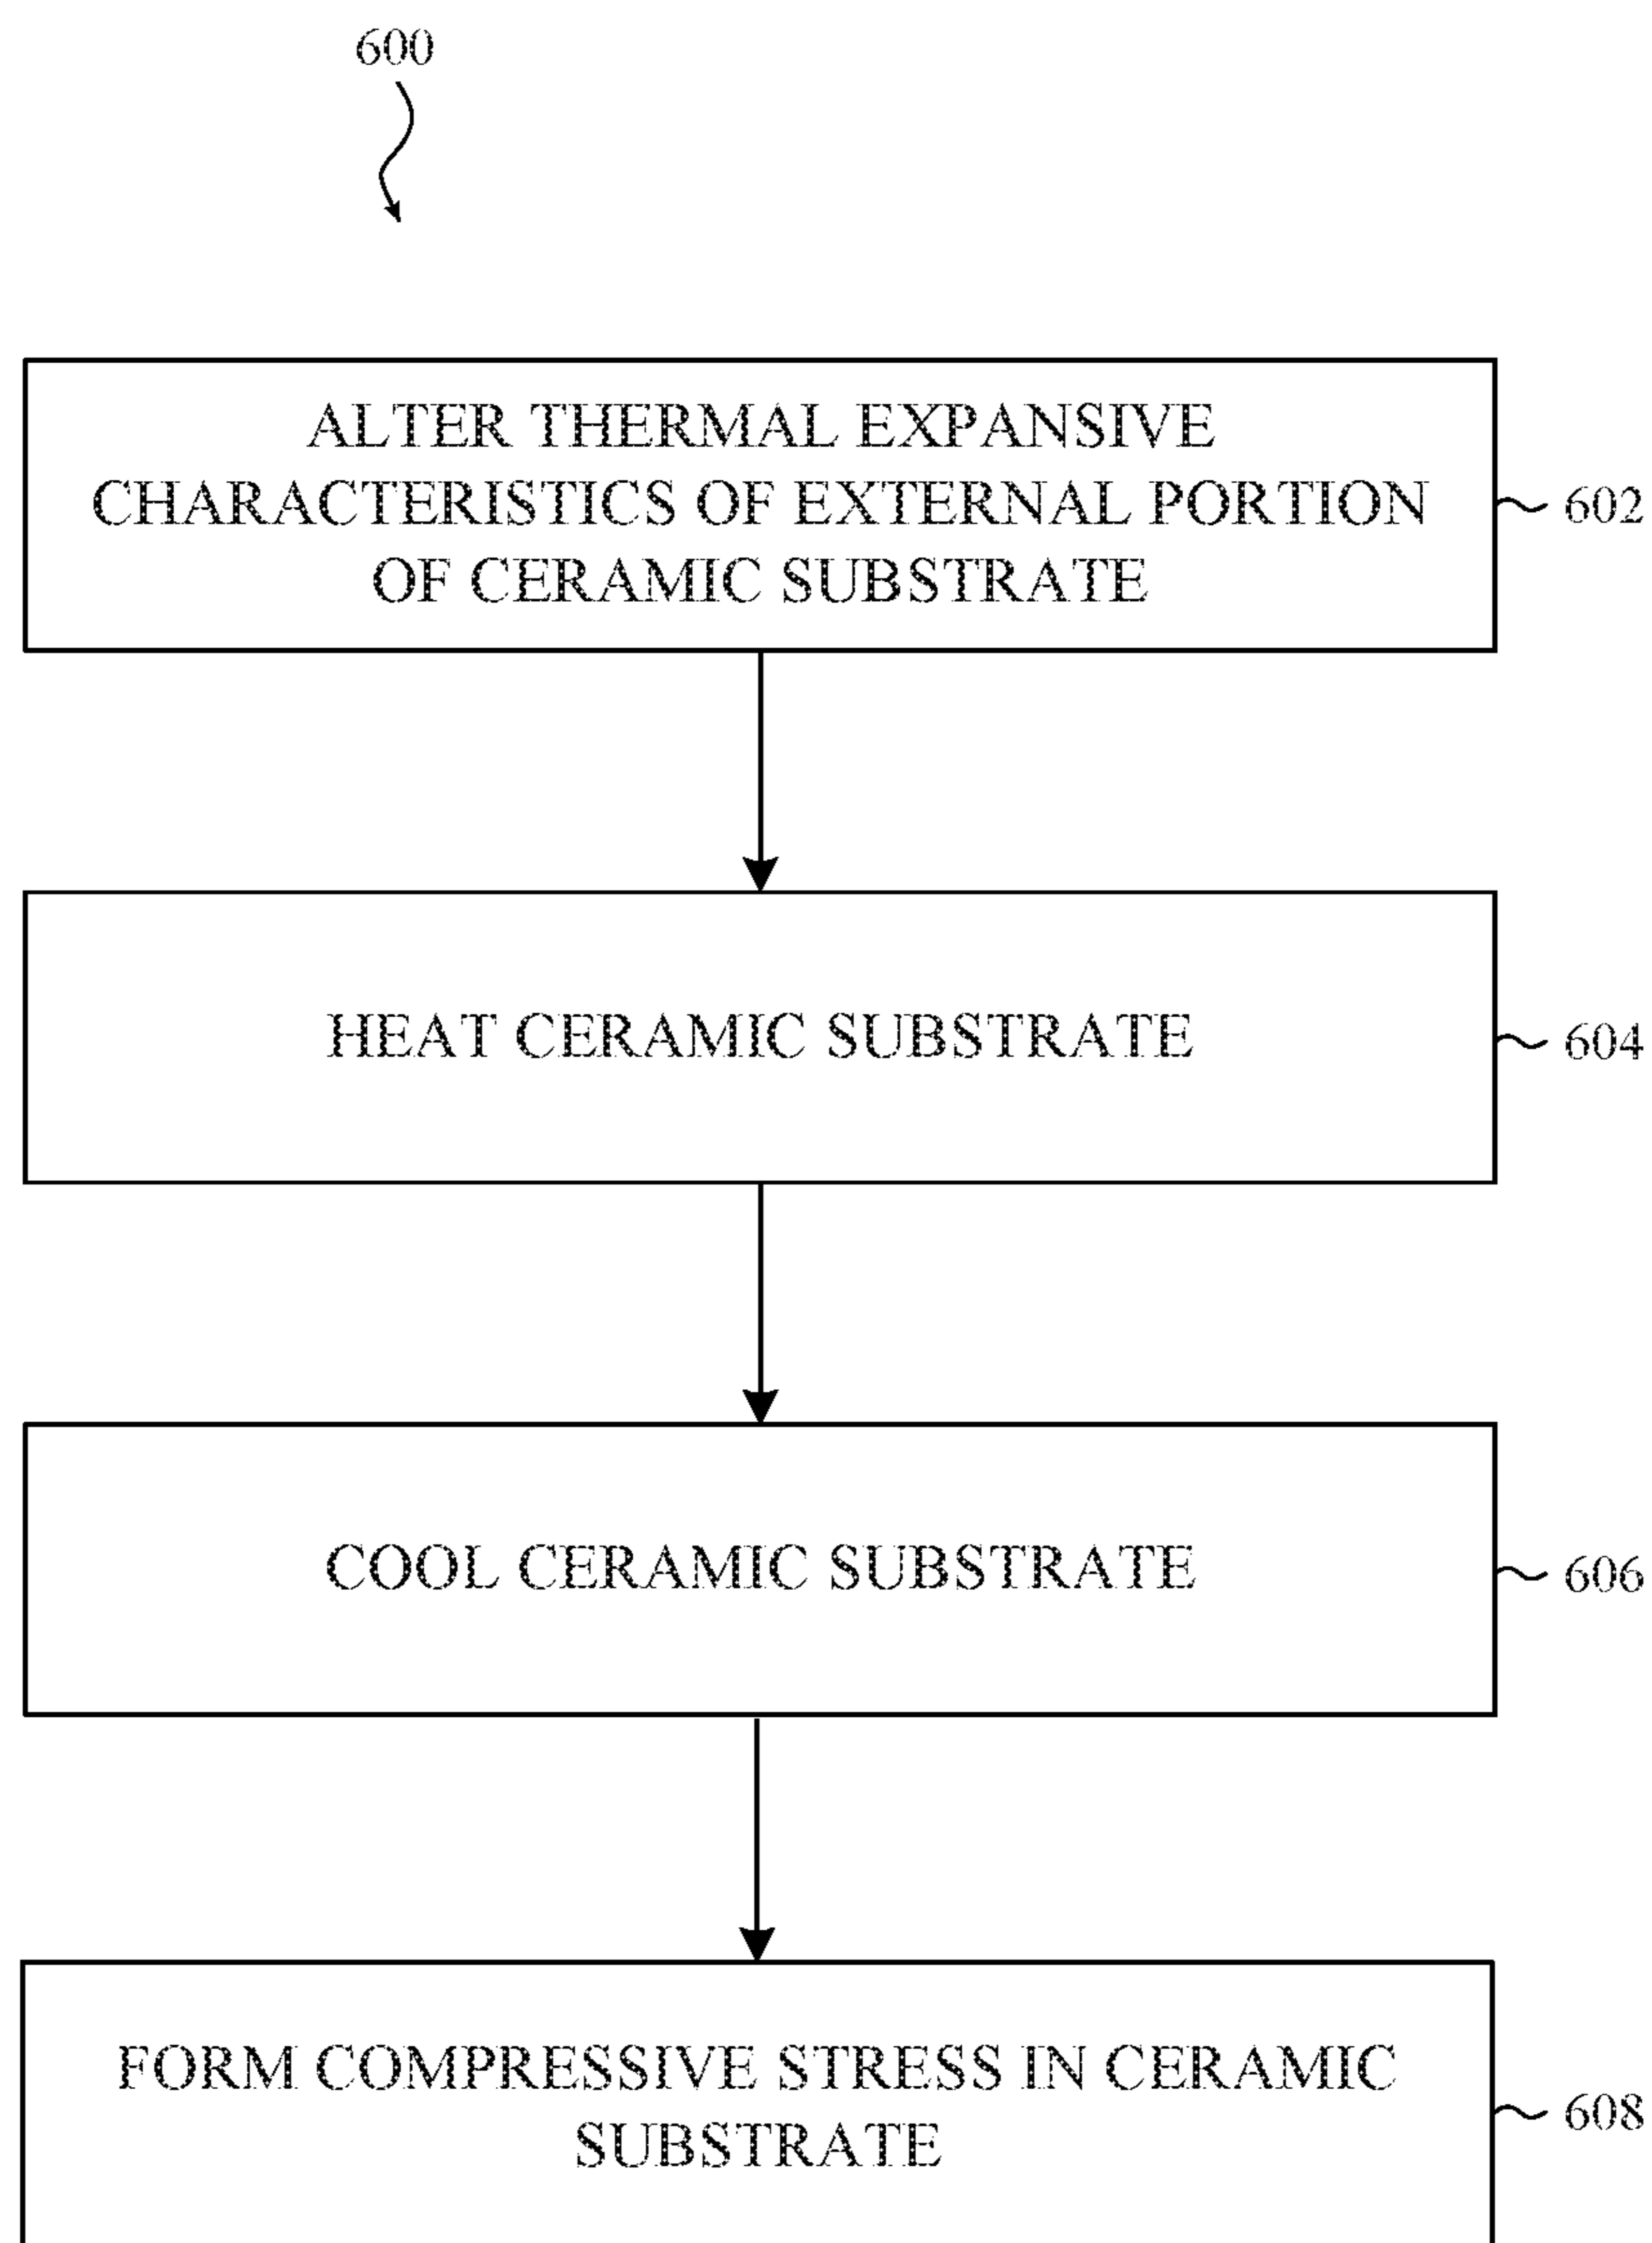 600
ALTER THERMAL EXPANSIVE
CHARACTERISTICS OF EXTERNAL PORTION
OF CERAMIC SUBSTRATE
602
HEAT CERAMIC SUBSTRATE
604
COOL CERAMIC SUBSTRATE
606
FORM COMPRESSIVE STRESS IN CERAMIC
SUBSTRATE
608